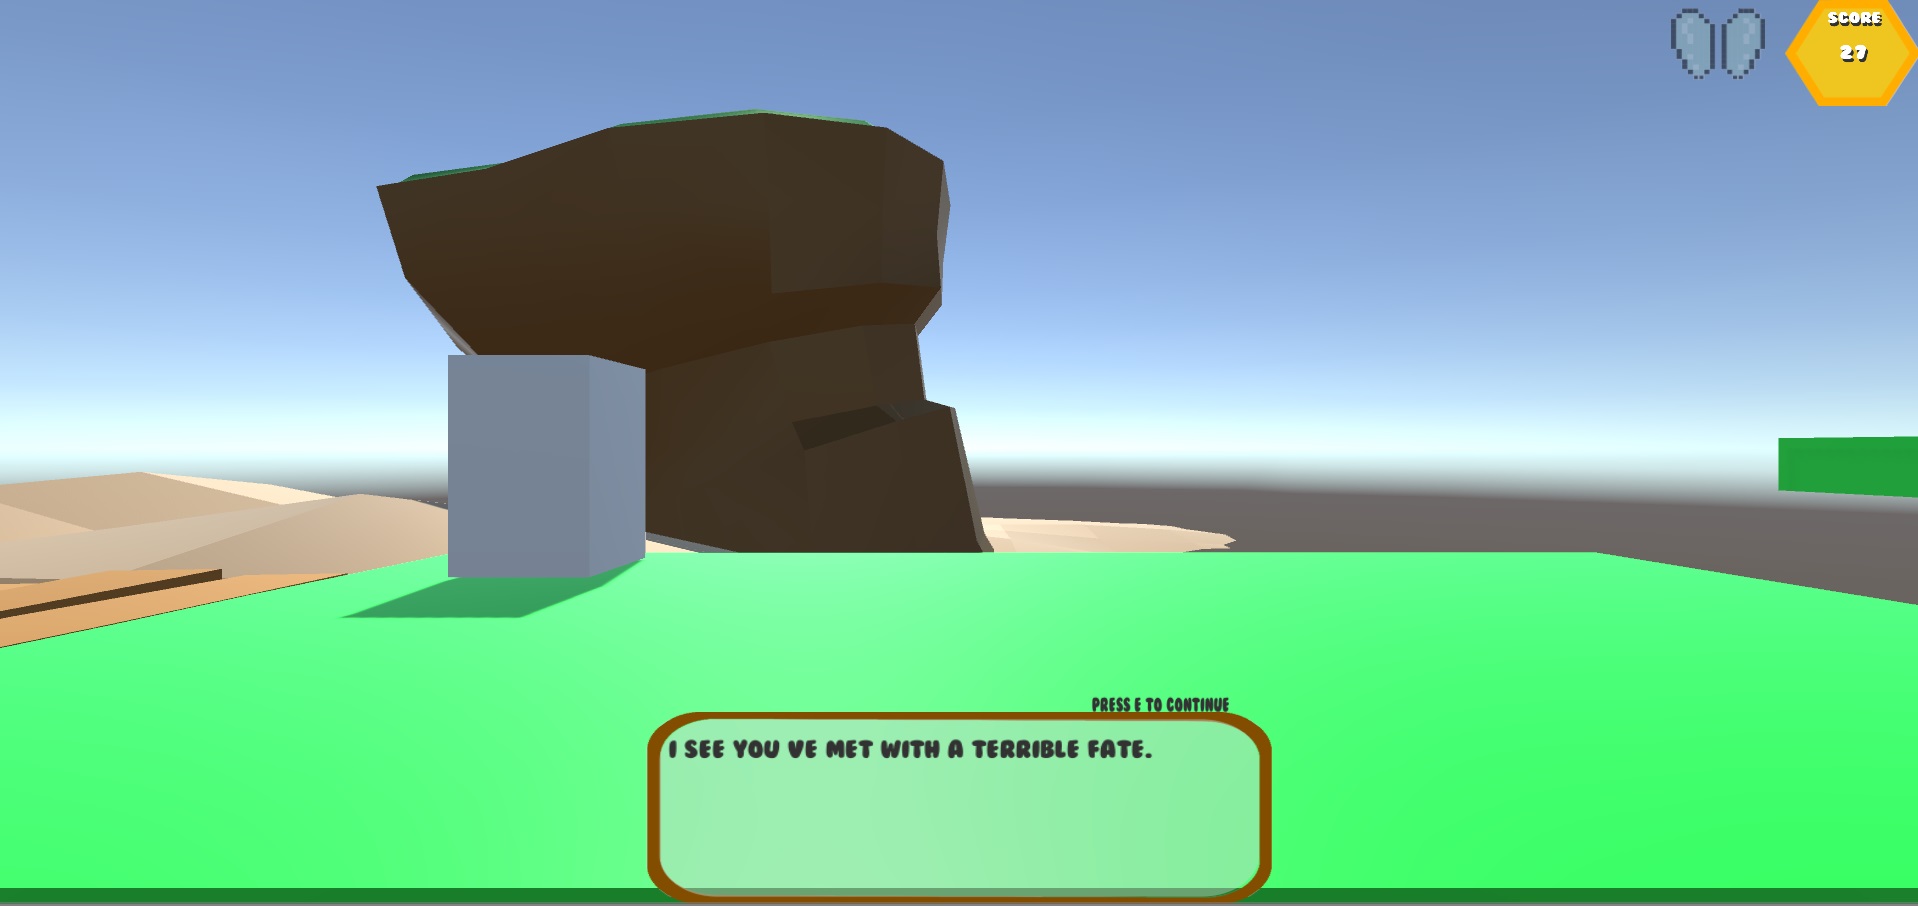 SCORE
27
PRESS E TO CONTINUE
I SEE YOU VE MET WITH A TERRIBLE FATE.